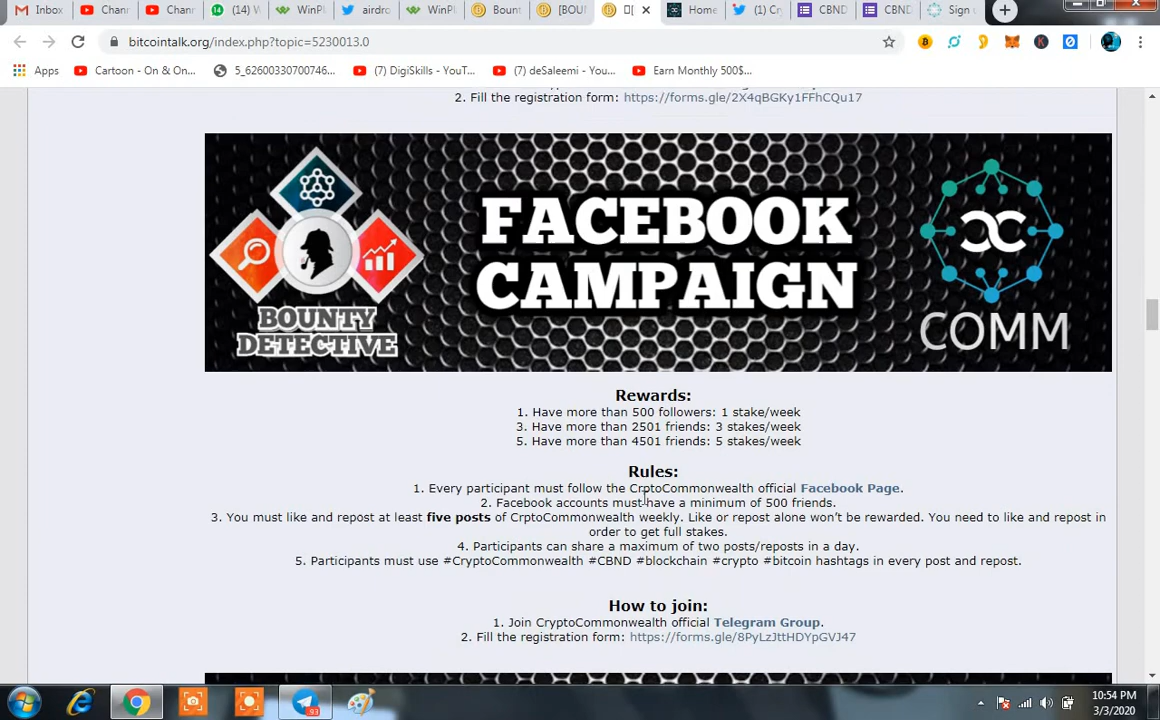 Inbox
Chann
Chann
(14) W
WinPl
airdro
WinPl
Bount
[BOUN
[
Home
(1) Cry
CBND
CBND
Sign u
bitcointalk.org/index.php?topic=5230013.0
Apps
Cartoon - On & On...
5_62600330700746...
(7) DigiSkills - YouT...
(7) deSaleemi - You...
Earn Monthly 500$...
2. Fill the registration form: https://forms.gle/2X4qBGKy1FFhCQu17
FACEBOOK
CAMPAIGN
BOUNTY
DETECTIVE
COMM
Rewards:
1. Have more than 500 followers: 1 stake/week
3. Have more than 2501 friends: 3 stakes/week
5. Have more than 4501 friends: 5 stakes/week
Rules:
1. Every participant must follow the CrptoCommonwealth official Facebook Page.
2. Facebook accounts must have a minimum of 500 friends.
3. You must like and repost at least five posts of CrptoCommonwealth weekly. Like or repost alone won't be rewarded. You need to like and repost in
order to get full stakes.
4. Participants can share a maximum of two posts/reposts in a day.
5. Participants must use #CryptoCommonwealth #CBND #blockchain #crypto #bitcoin hashtags in every post and repost.
How to join:
1. Join CryptoCommonwealth official Telegram Group.
2. Fill the registration form: https://forms.gle/8PyLzJttHDYpGVJ47
93
10:54 PM
3/3/2020